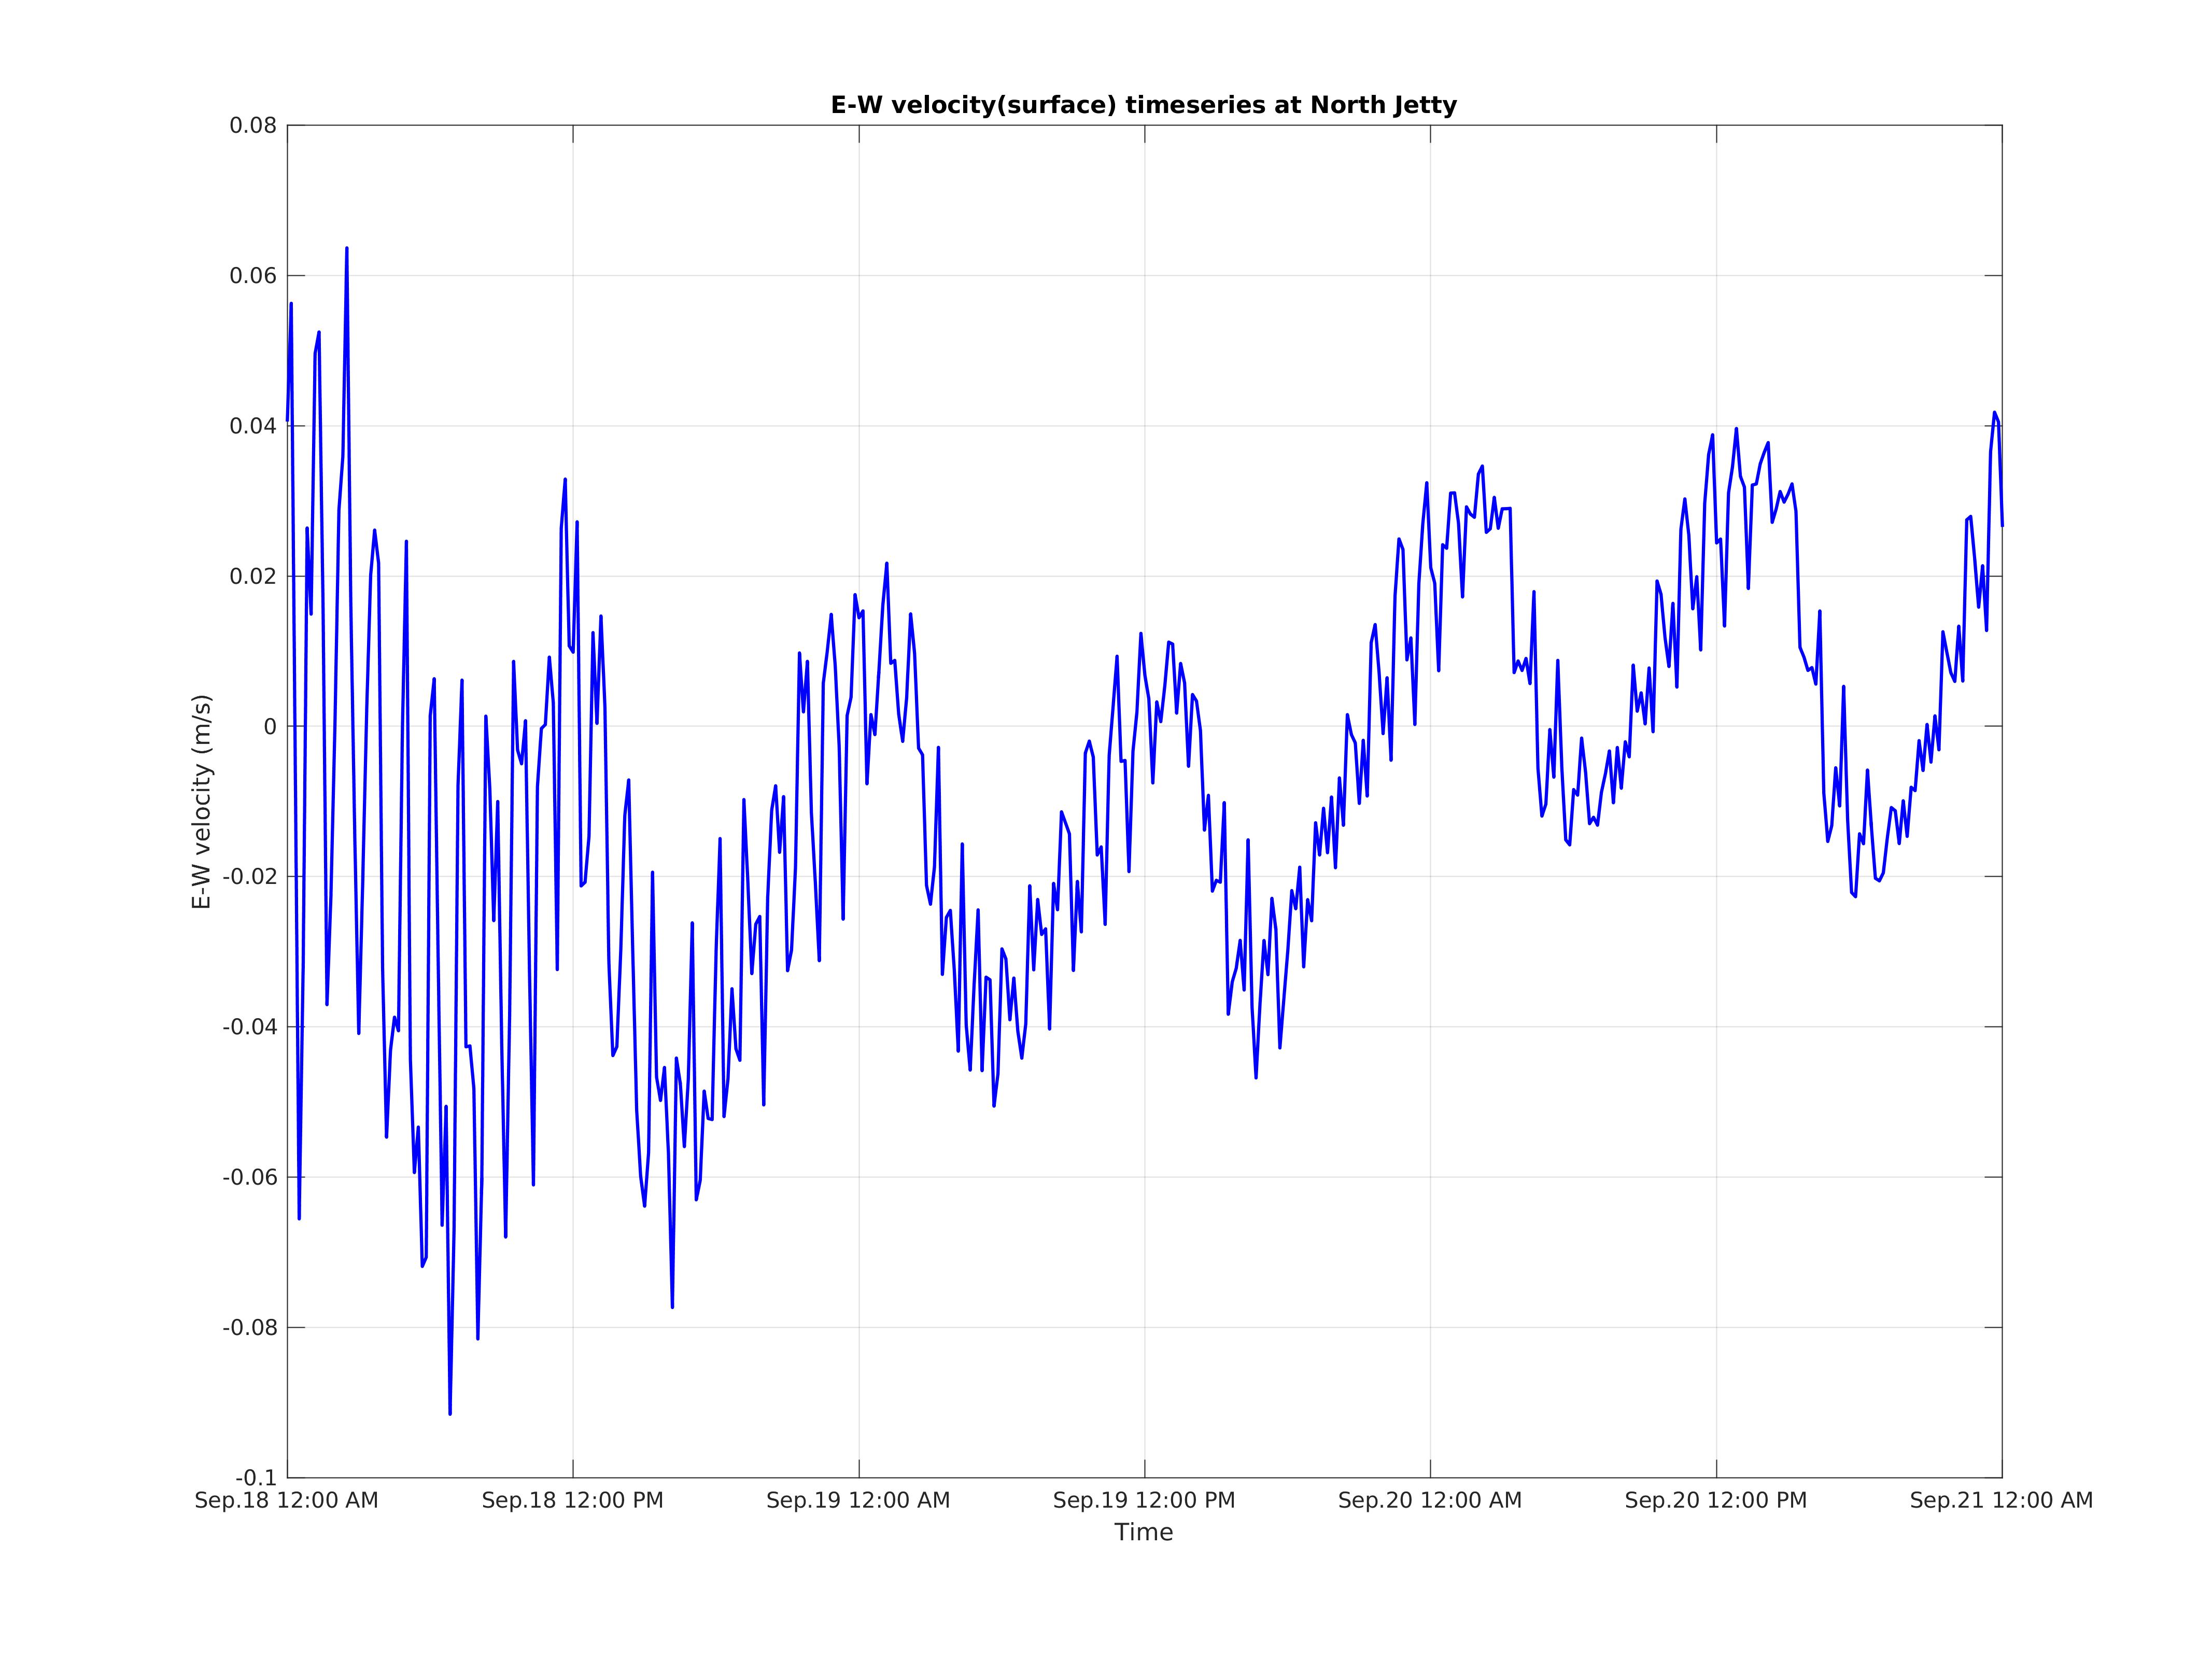 E-W velocity(surface) timeseries at North Jetty
0.08
0.06
0.04
0.02
0
-0.02
-0.04
-0.06
-0.08
-0.1
E-W velocity (m/s)
Sep.18 12:00 AM Sep.18 12:00 PM Sep.19 12:00 AM Sep.19 12:00 PM Sep.20 12:00 AM Sep.20 12:00 PM Sep.21 12:00 AM
Time